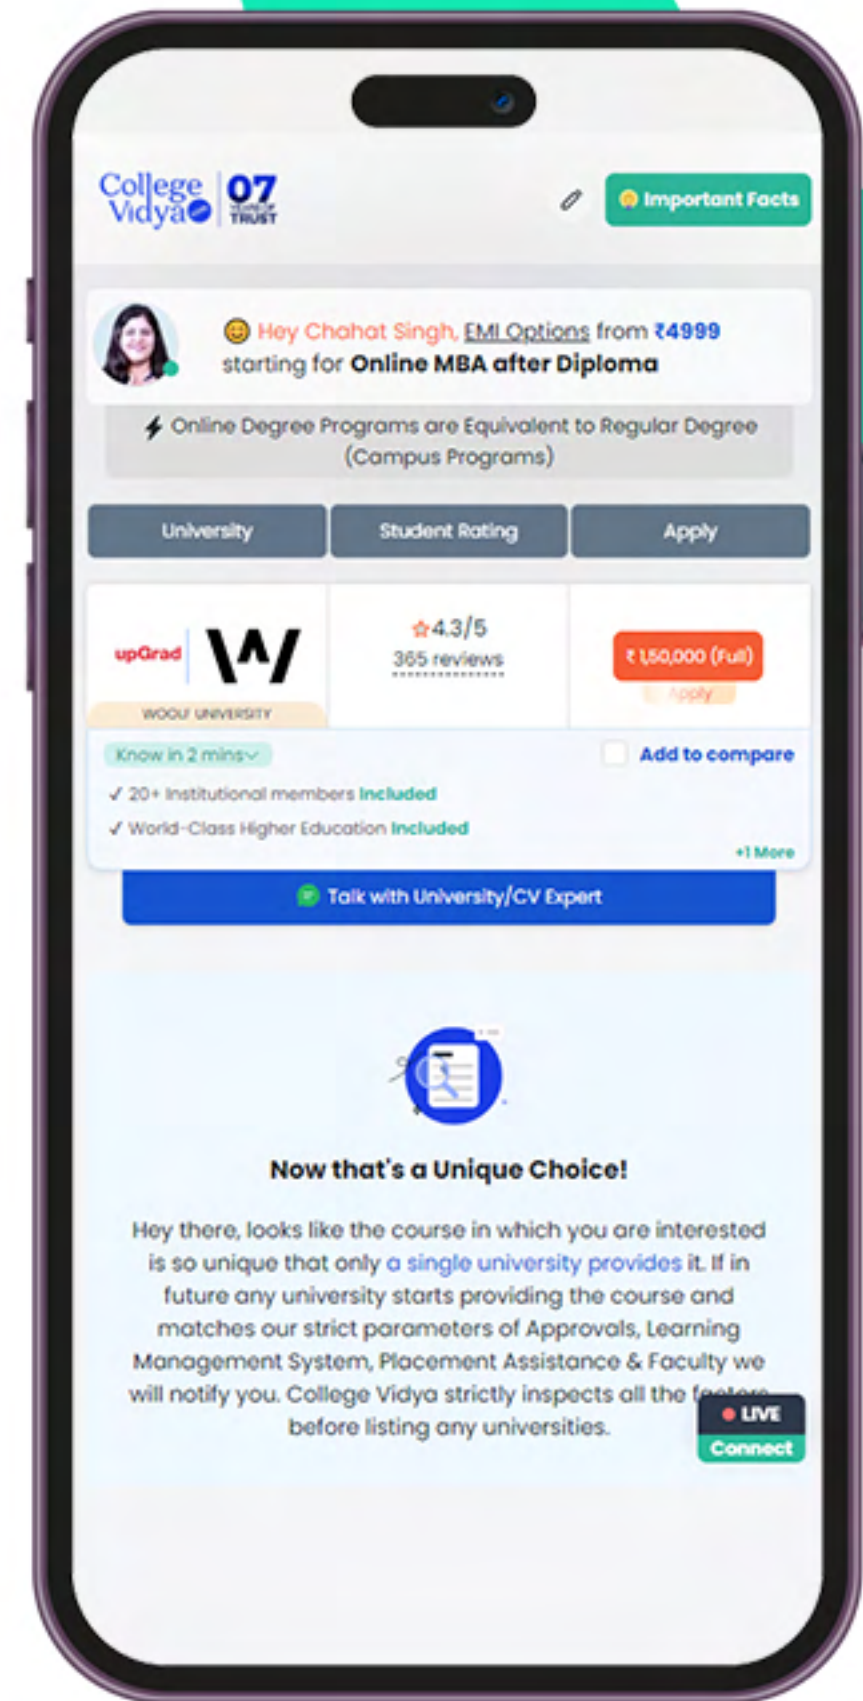 College
Vidya
07
YEARS OF
TRUST
Important Facts
Hey Chahat Singh, EMI Options from ₹4999
starting for Online MBA after Diploma
Online Degree Programs are Equivalent to Regular Degree
(Campus Programs)
University
Student Rating
Apply
upGrad
WOOLF UNIVERSITY
4.3/5
365 reviews
₹ 1,50,000 (Full)
Apply
Know in 2 mins
Add to compare
✓ 20+ Institutional members Included
✓ World-Class Higher Education Included
+1 More
Talk with University/CV Expert
Now that's a Unique Choice!
Hey there, looks like the course in which you are interested
is so unique that only a single university provides it. If in
future any university starts providing the course and
matches our strict parameters of Approvals, Learning
Management System, Placement Assistance & Faculty we
will notify you. College Vidya strictly inspects all the factors
before listing any universities.
LIVE
Connect